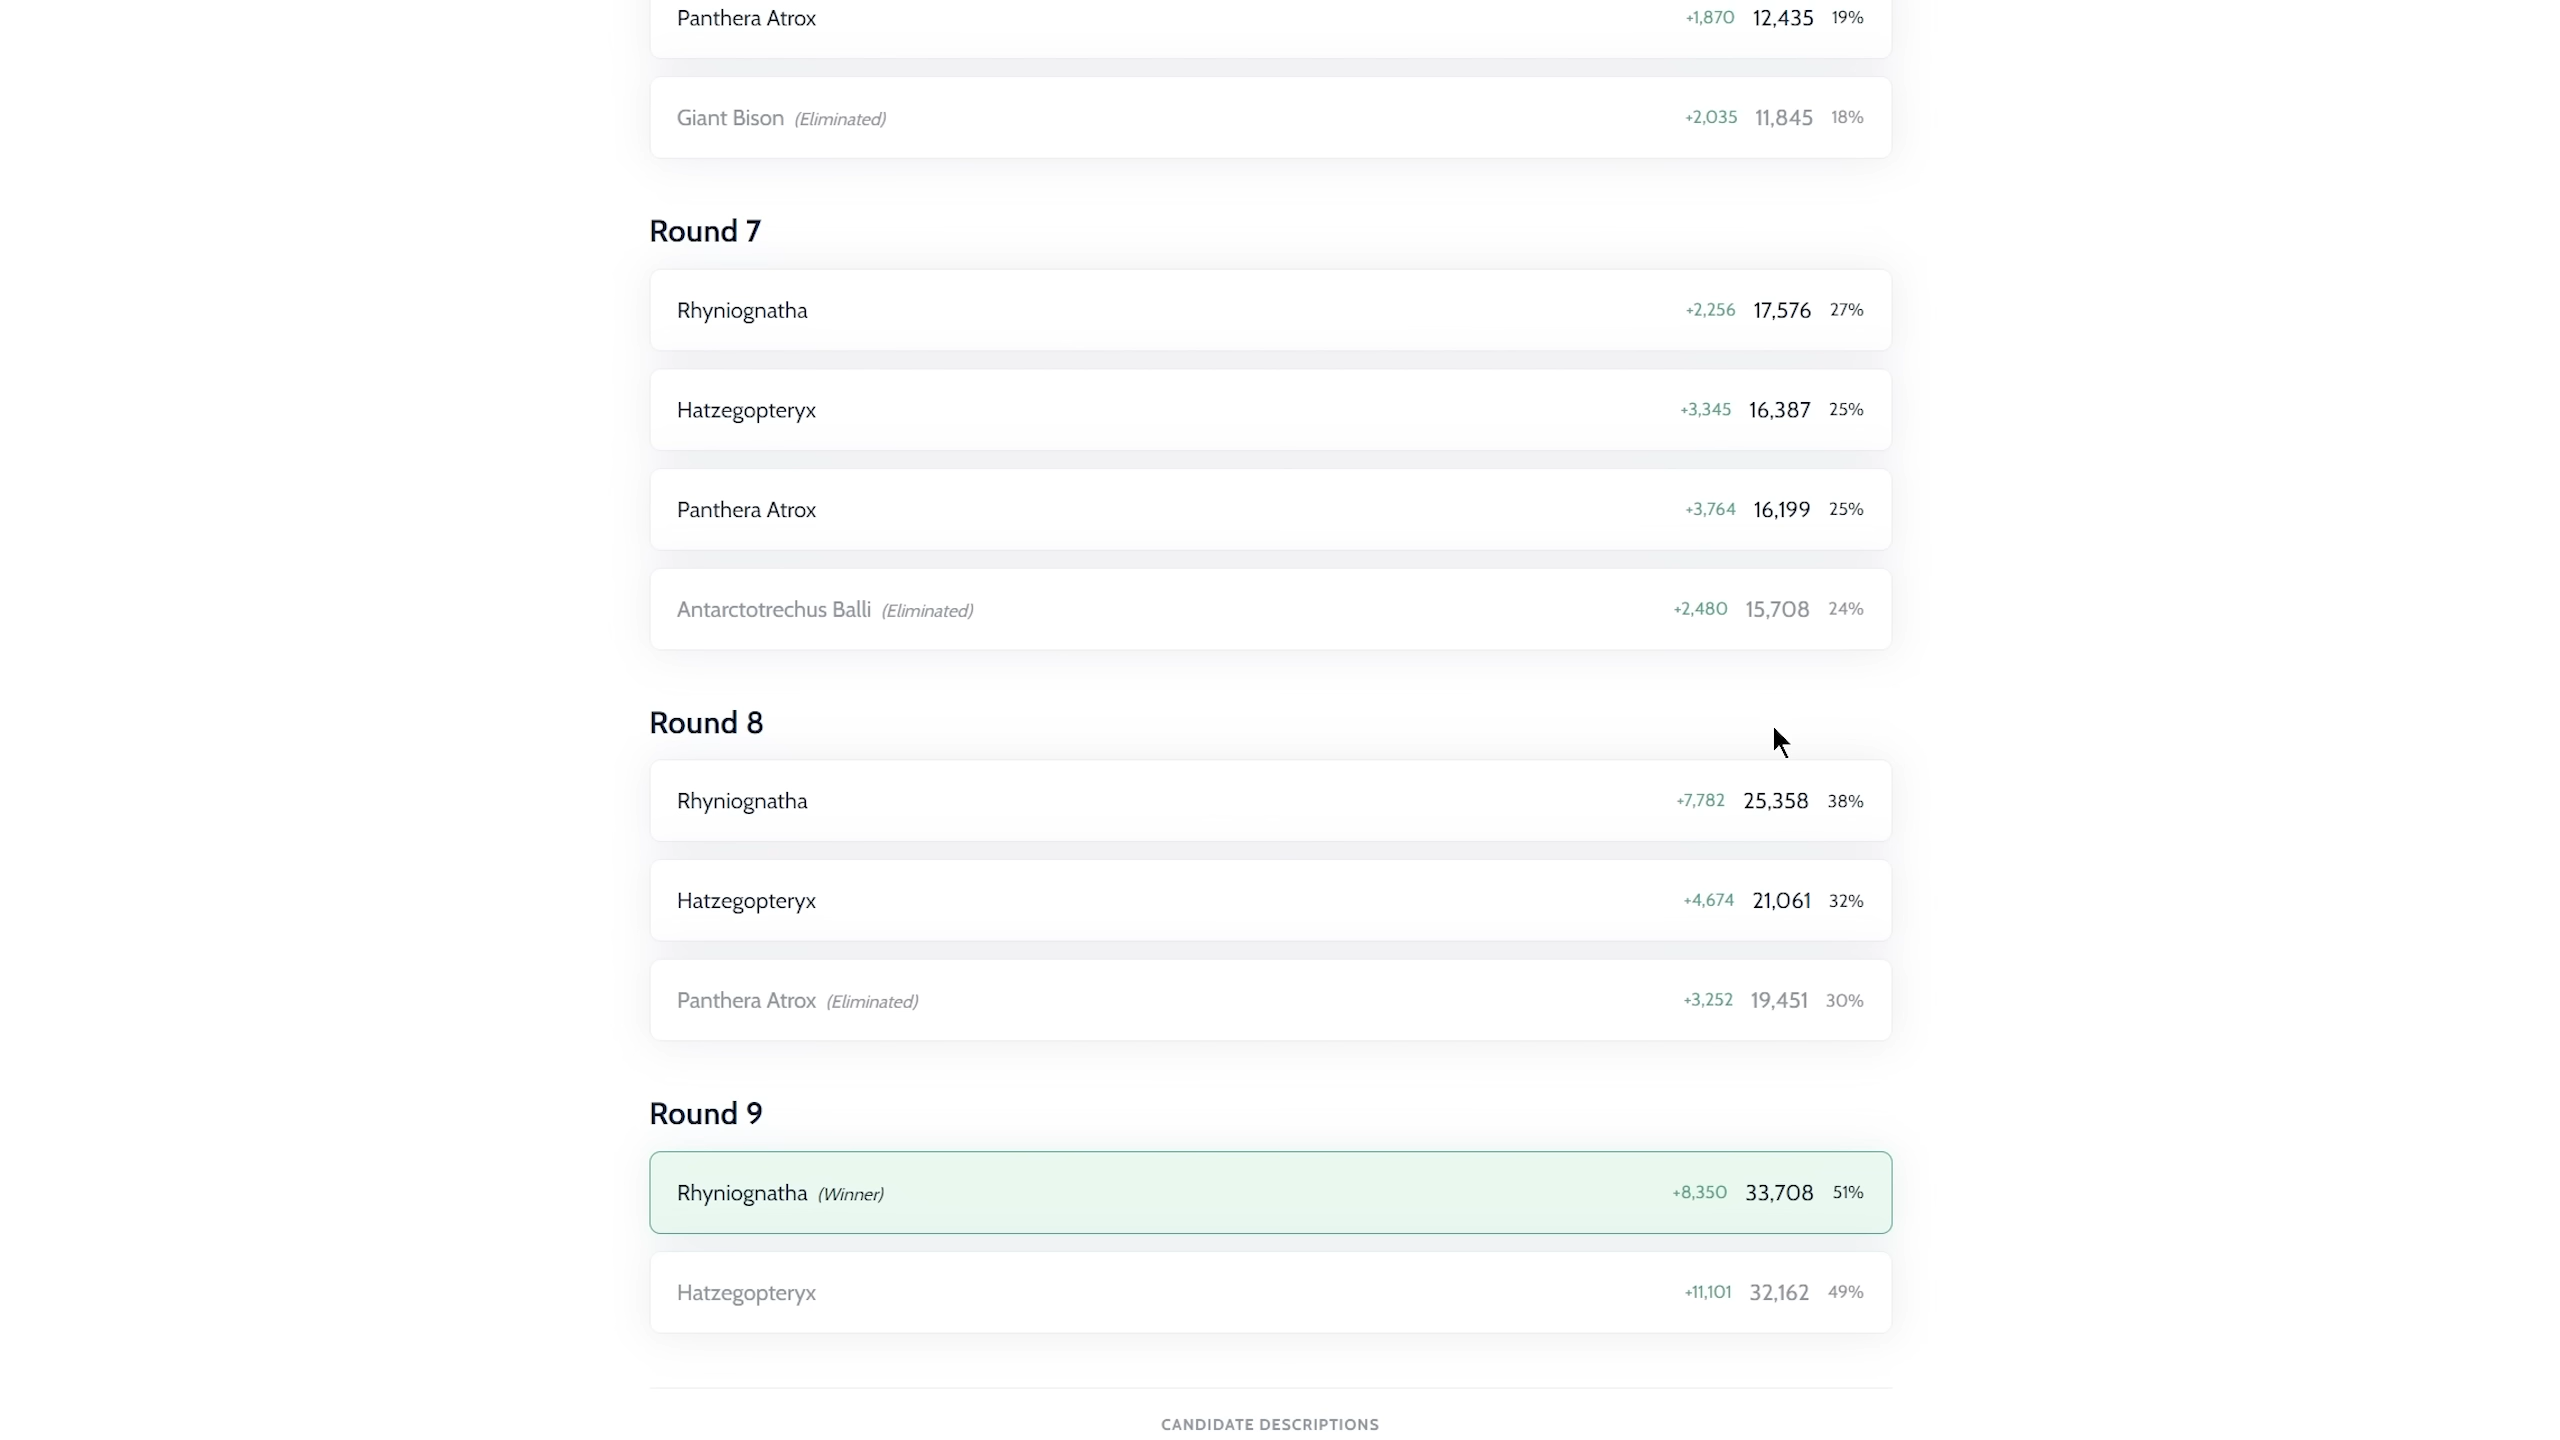 Panthera Atrox +1,870 12,435 19%
Giant Bison (Eliminated) +2,035 11,845 18%
Round 7
Rhyniognatha +2,256 17,576 27%
Hatzegopteryx +3,345 16,387 25%
Panthera Atrox +3,764 16,199 25%
Antarctotrechus Balli (Eliminated) +2,480 15,708 24%
Round 8
Rhyniognatha +7,782 25,358 38%
Hatzegopteryx +4,674 21,061 32%
Panthera Atrox (Eliminated) +3,252 19,451 30%
Round 9
Rhyniognatha (Winner) +8,350 33,708 51%
Hatzegopteryx +11,101 32,162 49%
CANDIDATE DESCRIPTIONS